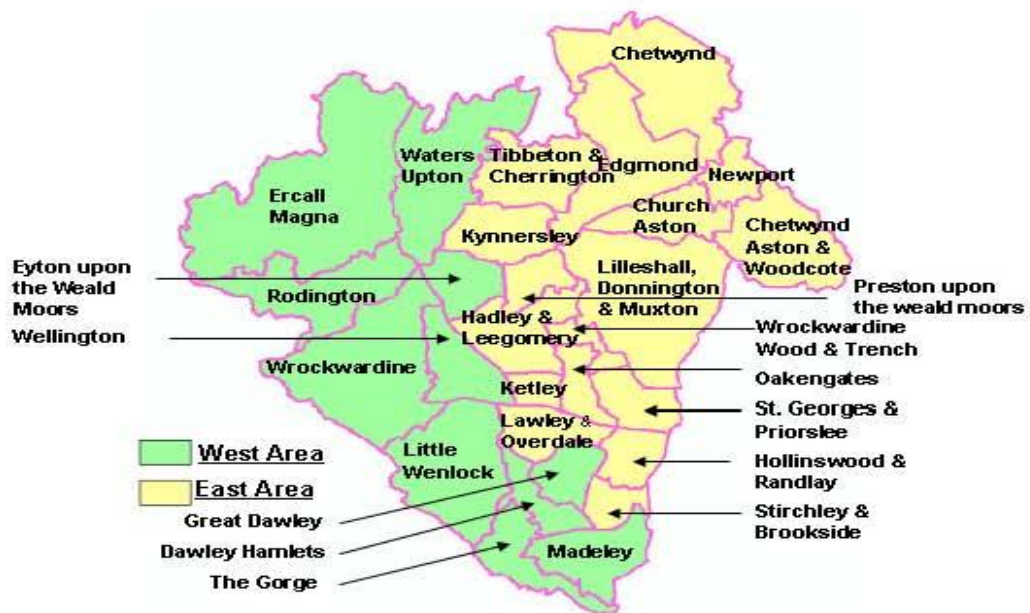 Chetwynd
Waters
Upton
Tibbeton &
Cherrington
Edgmond
Newport
Ercall
Magna
Church
Aston
Chetwynd
Aston &
Woodcote
Kynnersley
Eyton upon
the Weald
Moors
Rodington
Lilleshall,
Donnington
& Muxton
Preston upon
the weald moors
Wellington
Hadley &
Leegomery
Wrockwardine
Wood & Trench
Wrockwardine
Ketley
Oakengates
St. Georges &
Priorslee
Lawley &
Overdale
West Area
Little
Wenlock
Hollinswood &
Randlay
East Area
Great Dawley
Stirchley &
Brookside
Dawley Hamlets
Madeley
The Gorge